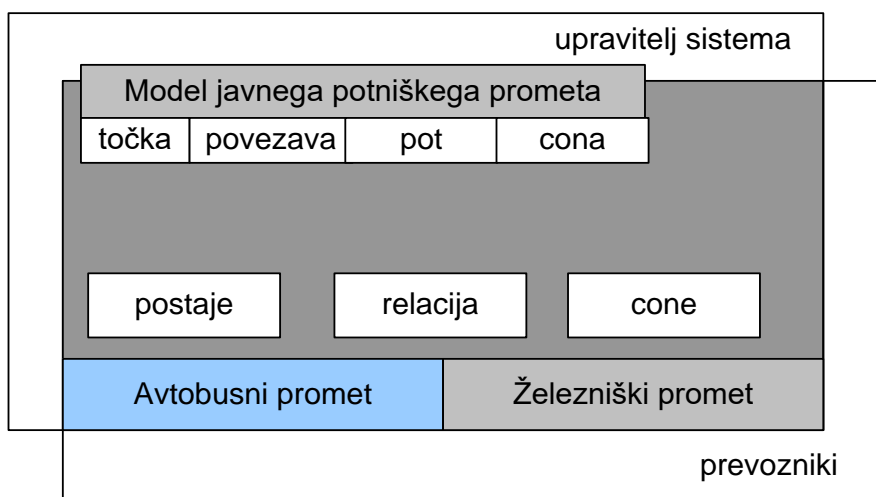 upravitelj sistema
Model javnega potniškega prometa
točka povezava pot cona
postaje relacija cone
Avtobusni promet Železniški promet
prevozniki